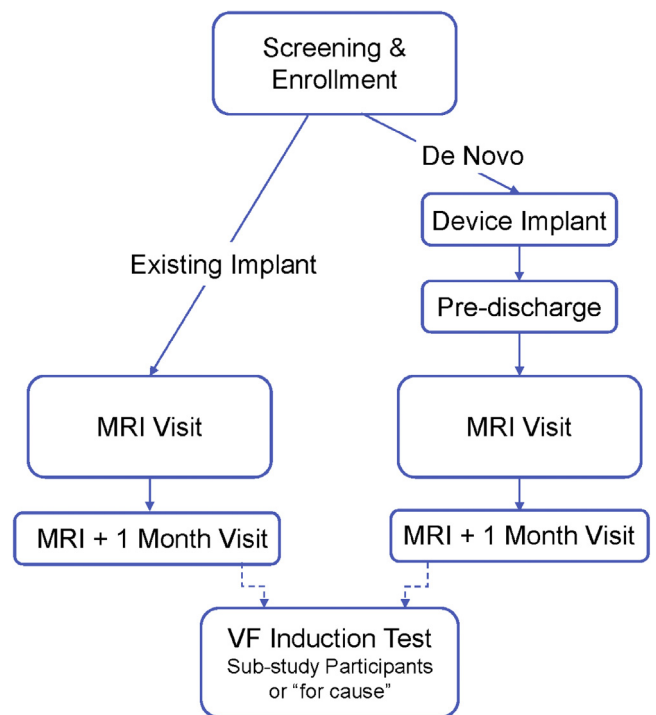 Screening &
Enrollment
De Novo
Device Implant
Existing Implant
Pre-discharge
MRI Visit
MRI Visit
MRI + 1 Month Visit
MRI + 1 Month Visit
VF Induction Test
Sub-study Participants
or “for cause”